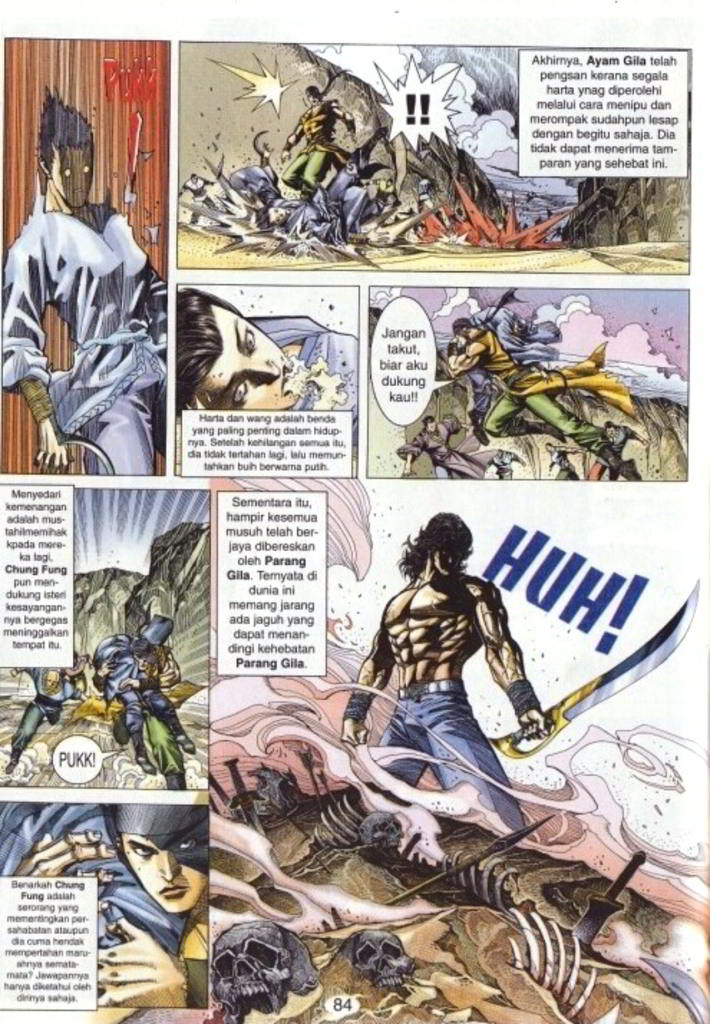 PUKK
!
!!
Akhirnya, Ayam Gila telah
pengsan kerana segala
harta ynag diperolehi
melalui cara menipu dan
merompak sudahpun lesap
dengan begitu sahaja. Dia
tidak dapat menerima tam-
paran yang sehebat ini.
Harta dan wang adalah benda
yang paling penting dalam hidup-
nya. Setelah kehilangan semua itu,
dia tidak tertahan lagi, lalu memun-
tahkan buih berwarna putih.
Jangan
takut,
biar aku
dukung
kau!!
Menyedari
kemenangan
adalah mus-
tahilmemihak
kpada mere-
ka lagi,
Chung Fung
pun men-
dukung isteri
kesayangan-
nya bergegas
meninggalkan
tempat itu.
PUKK!
Benarkah Chung
Fung adalah
serorang yang
mementingkan per-
sahabatan ataupun
dia cuma hendak
mempertahan maru-
ahnya semata-
mata? Jawapannya
hanya diketahui oleh
dirinya sahaja.
Sementara itu,
hampir kesemua
musuh telah ber-
jaya dibereskan
oleh Parang
Gila. Ternyata di
dunia ini
memang jarang
ada jaguh yang
dapat menan-
dingi kehebatan
Parang Gila.
HUH!
84